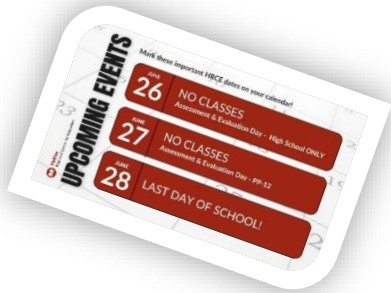 UPCOMING EVENTS
Mark these important HRCE dates on your calendar!
JUNE
26
NO CLASSES
Assessment & Evaluation Day - High School ONLY
JUNE
27
NO CLASSES
Assessment & Evaluation Day - PP-12
JUNE
28
LAST DAY OF SCHOOL!